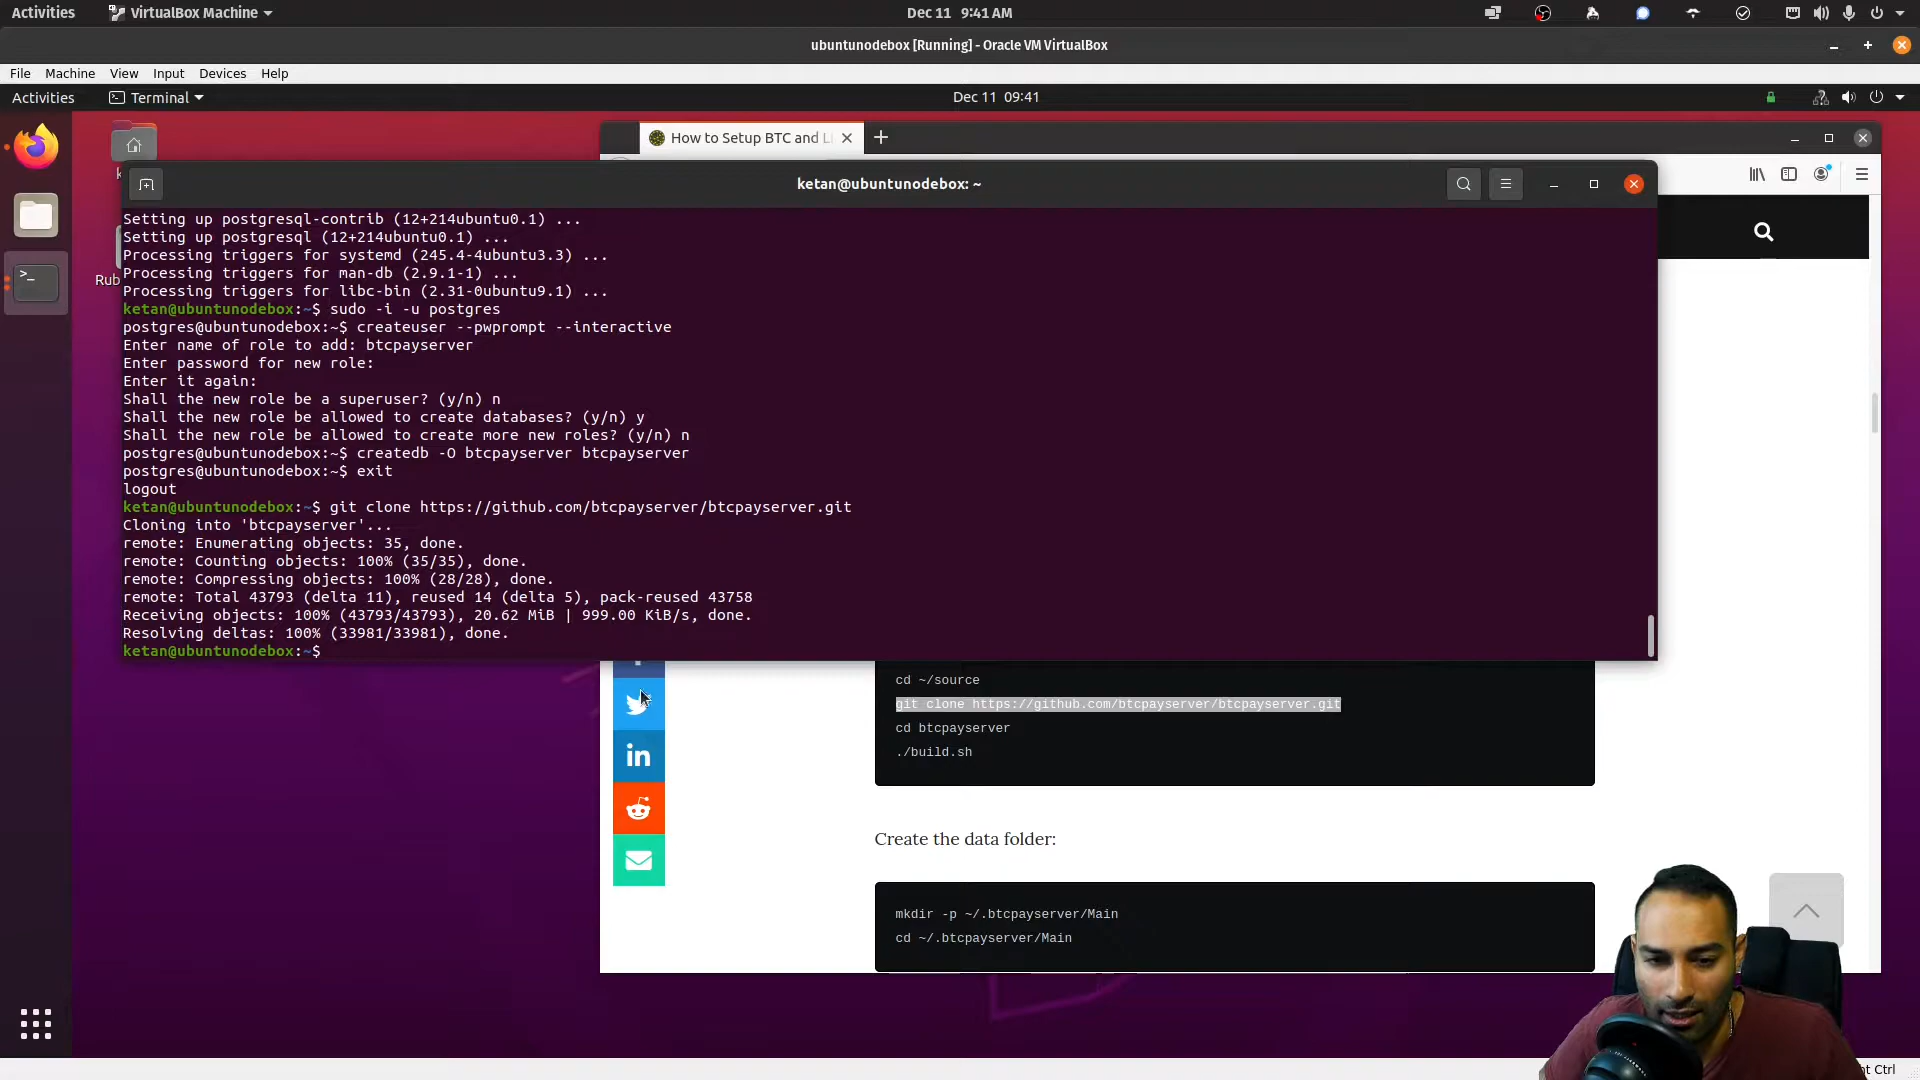 Activities
VirtualBox Machine
Dec 11 9:41 AM
ubuntunodebox [Running] - Oracle VM VirtualBox
File Machine View Input Devices Help
Activities
Terminal
Dec 11 09:41
How to Setup BTC and L
ketan@ubuntunodebox: ~
Rub
Setting up postgresql-contrib (12+214ubuntu0.1) ...
Setting up postgresql (12+214ubuntu0.1) ...
Processing triggers for systemd (245.4-4ubuntu3.3) ...
Processing triggers for man-db (2.9.1-1) ...
Processing triggers for libc-bin (2.31-0ubuntu9.1) ...
ketan@ubuntunodebox:~$ sudo -i -u postgres
postgres@ubuntunodebox:~$ createuser --pwprompt --interactive
Enter name of role to add: btcpayserver
Enter password for new role:
Enter it again:
Shall the new role be a superuser? (y/n) n
Shall the new role be allowed to create databases? (y/n) y
Shall the new role be allowed to create more new roles? (y/n) n
postgres@ubuntunodebox:~$ createdb -O btcpayserver btcpayserver
postgres@ubuntunodebox:~$ exit
logout
ketan@ubuntunodebox:~$ git clone https://github.com/btcpayserver/btcpayserver.git
Cloning into 'btcpayserver'...
remote: Enumerating objects: 35, done.
remote: Counting objects: 100% (35/35), done.
remote: Compressing objects: 100% (28/28), done.
remote: Total 43793 (delta 11), reused 14 (delta 5), pack-reused 43758
Receiving objects: 100% (43793/43793), 20.62 MiB | 999.00 KiB/s, done.
Resolving deltas: 100% (33981/33981), done.
ketan@ubuntunodebox:~$
cd ~/source
git clone https://github.com/btcpayserver/btcpayserver.git
cd btcpayserver
./build.sh
in
Create the data folder:
mkdir -p ~/.btcpayserver/Main
cd ~/.btcpayserver/Main
Ctrl